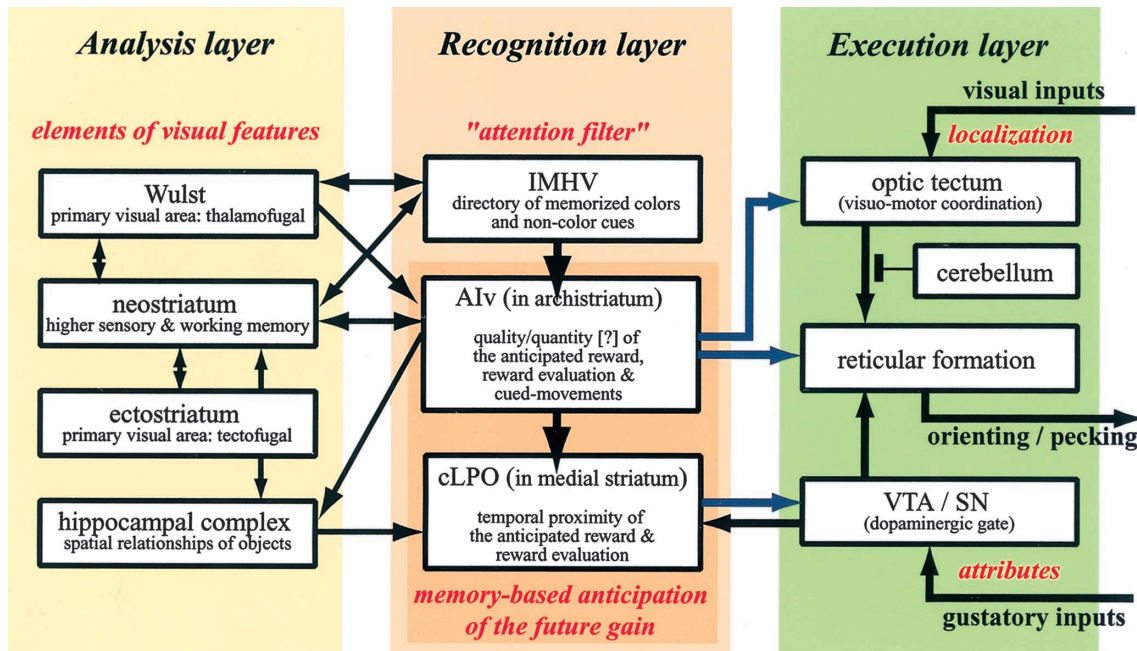 Analysis layer
elements of visual features
Wulst
primary visual area: thalamofugal
neostriatum
higher sensory & working memory
ectostriatum
primary visual area: tectofugal
hippocampal complex
spatial relationships of objects
Recognition layer
"attention filter"
IMHV
directory of memorized colors
and non-color cues
AIv (in archistriatum)
quality/quantity [?] of
the anticipated reward,
reward evaluation &
cued-movements
cLPO (in medial striatum)
temporal proximity of
the anticipated reward &
reward evaluation
memory-based anticipation
of the future gain
Execution layer
visual inputs
localization
optic tectum
(visuo-motor coordination)
cerebellum
reticular formation
orienting / pecking
VTA / SN
(dopaminergic gate)
attributes
gustatory inputs